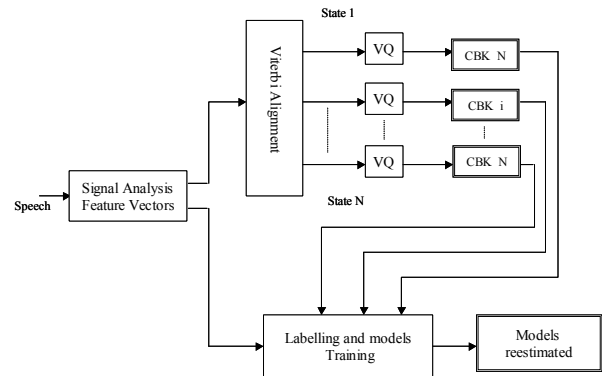 State 1
VQ
CBK N
Viterbi Alignment
VQ
CBK i
VQ
CBK N
Signal Analysis
Feature Vectors
Speech
State N
Labelling and models
Training
Models
reestimated